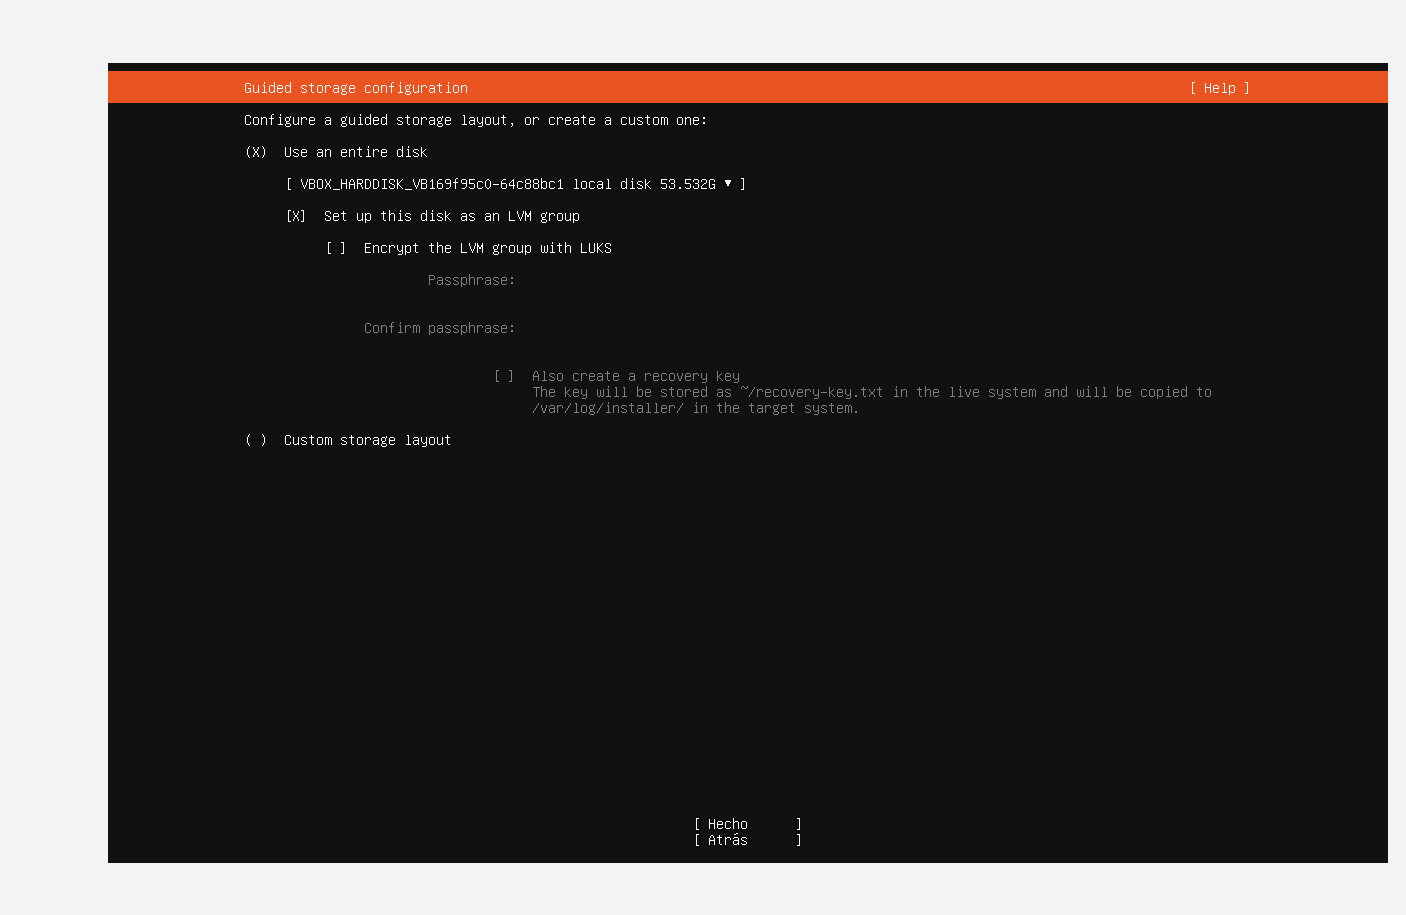 Guided storage configuration [ Help ]
Configure a guided storage layout, or create a custom one:
(X) Use an entire disk
[ VBOX_HARDDISK_VB169f95c0-64c88bc1 local disk 53.532G ▾ ]
[X] Set up this disk as an LVM group
[ ] Encrypt the LVM group with LUKS
Passphrase:
Confirm passphrase:
[ ] Also create a recovery key
The key will be stored as ~/recovery-key.txt in the live system and will be copied to
/var/log/installer/ in the target system.
( ) Custom storage layout
[ Hecho ]
[ Atrás ]